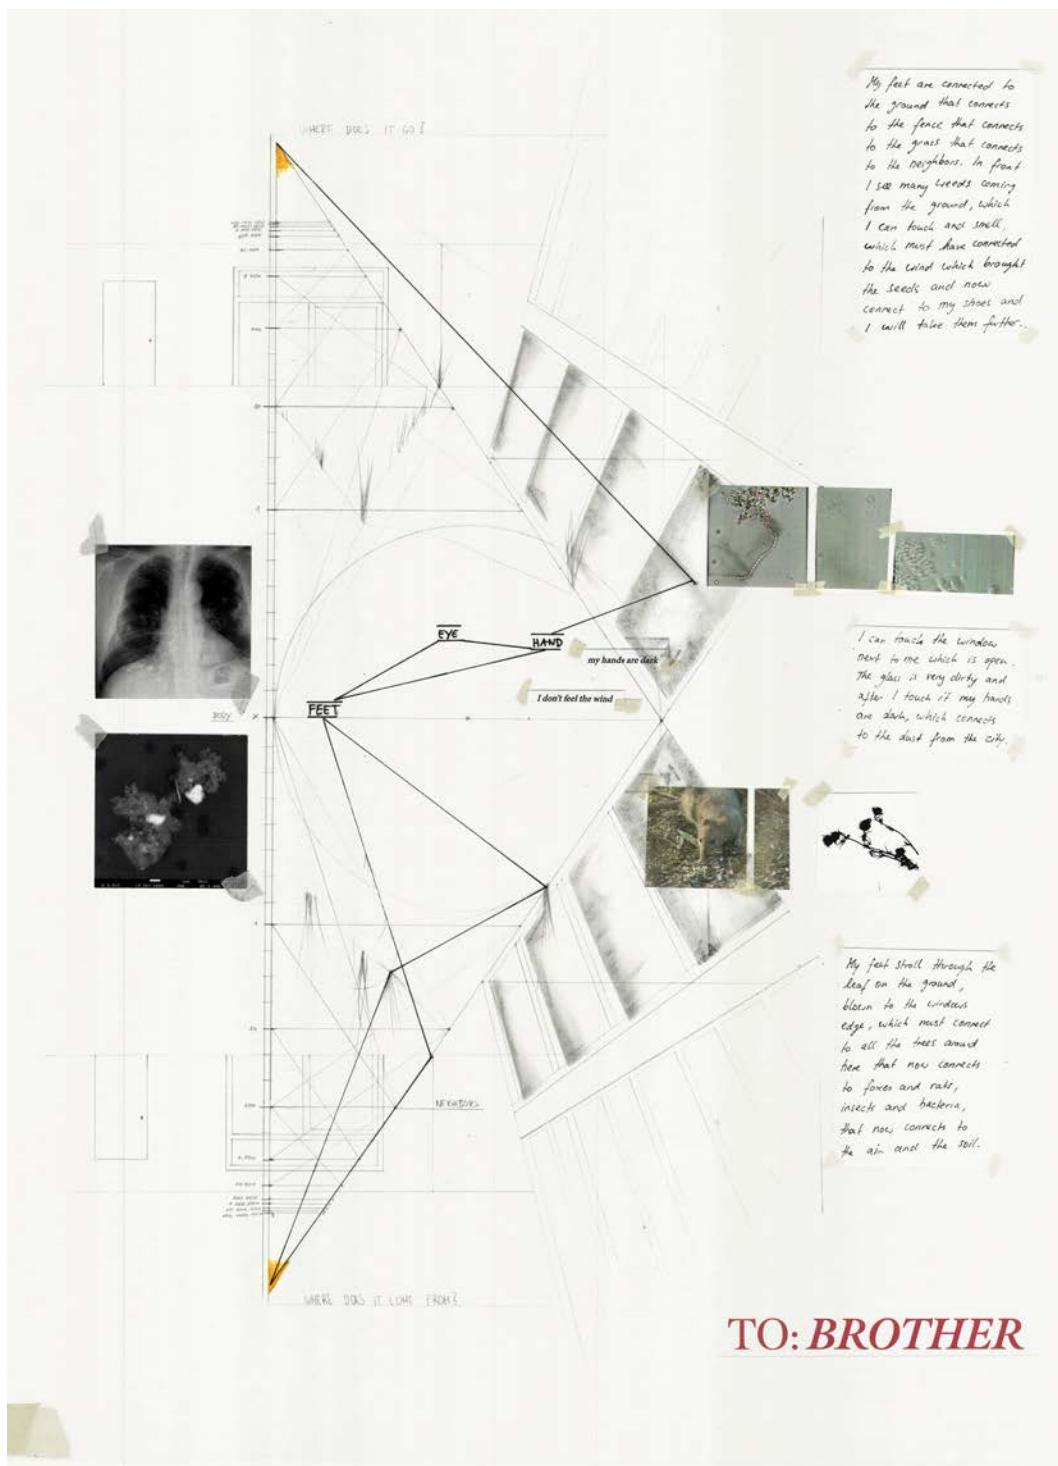 WHERE DOES IT GO?
My feet are connected to
the ground that connects
to the fence that connects
to the grass that connects
to the neighbors. In front
I see many weeds coming
from the ground, which
I can touch and smell,
which must have connected
to the wind which brought
the seeds and now
connect to my shoes and
I will take them further.
EYE
HAND
my hands are dark
I don't feel the wind
FEET
BODY
I can touch the window
next to me which is open.
The glass is very dirty and
after I touch it my hands
are dark, which connects
to the dust from the city.
My feet stroll through the
leaf on the ground,
blown to the windows
edge, which must connect
to all the trees around
here that now connects
to foxes and rats,
insects and bacteria,
that now connects to
the air and the soil.
NEIGHBORS
WHERE DOES IT COME FROM?
TO: BROTHER